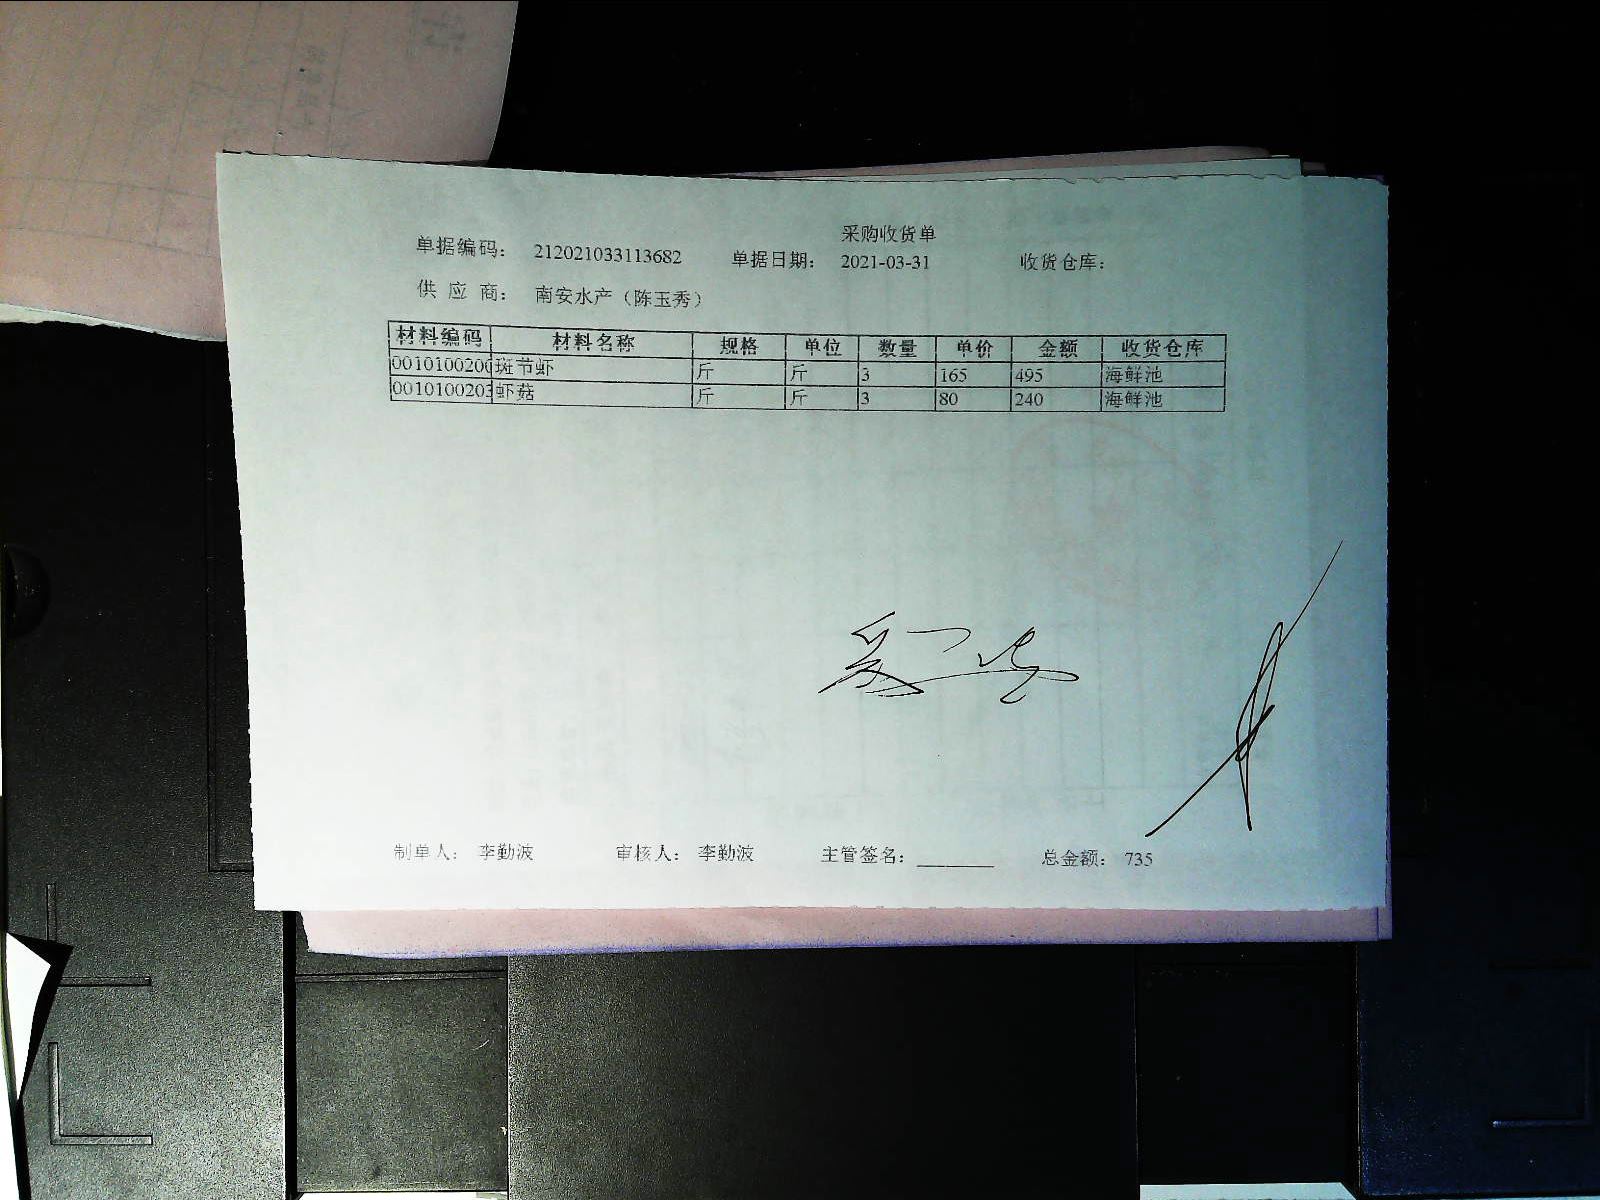 采购收货单
单据编码： 212021033113682 单据日期： 2021-03-31 收货仓库：
供 应 商： 南安水产（陈玉秀）
材料编码 材料名称 规格 单位 数量 单价 金额 收货仓库
0010100200 斑节虾 斤 斤 3 165 495 海鲜池
0010100203 虾菇 斤 斤 3 80 240 海鲜池
制单人： 李勤波 审核人： 李勤波 主管签名：________ 总金额： 735